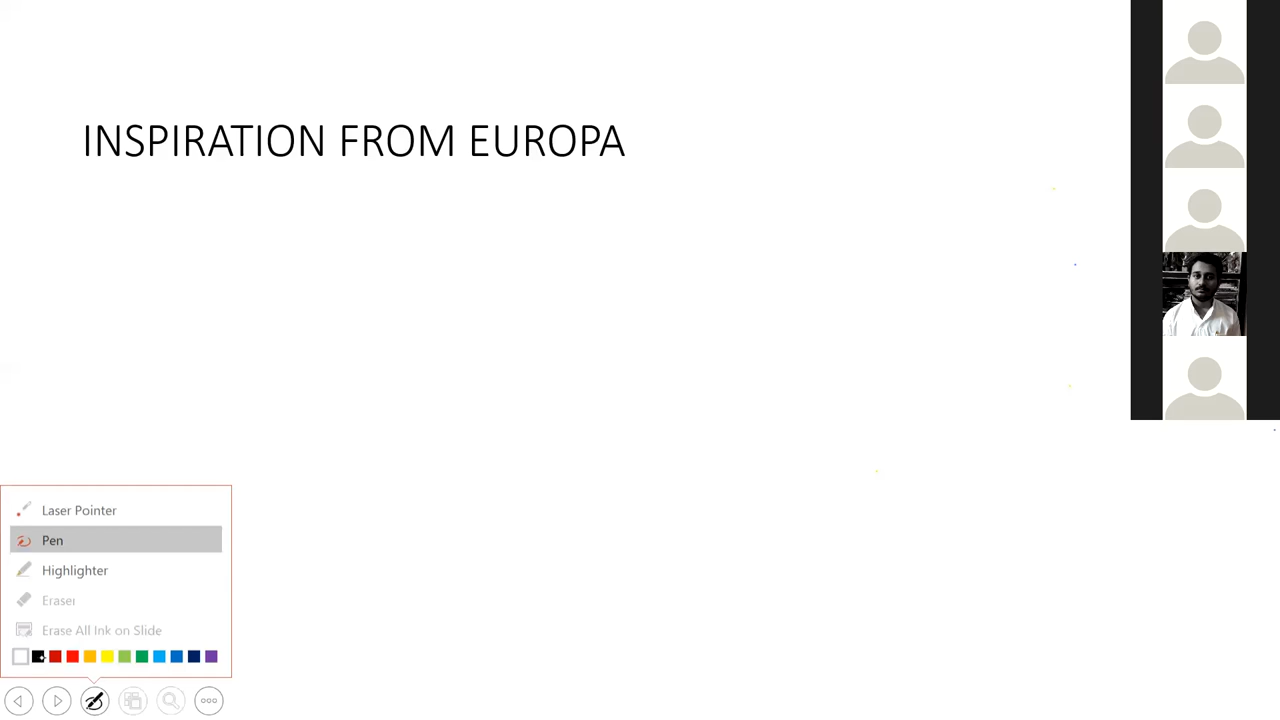 INSPIRATION FROM EUROPA
Laser Pointer
Pen
Highlighter
Eraser
Erase All Ink on Slide